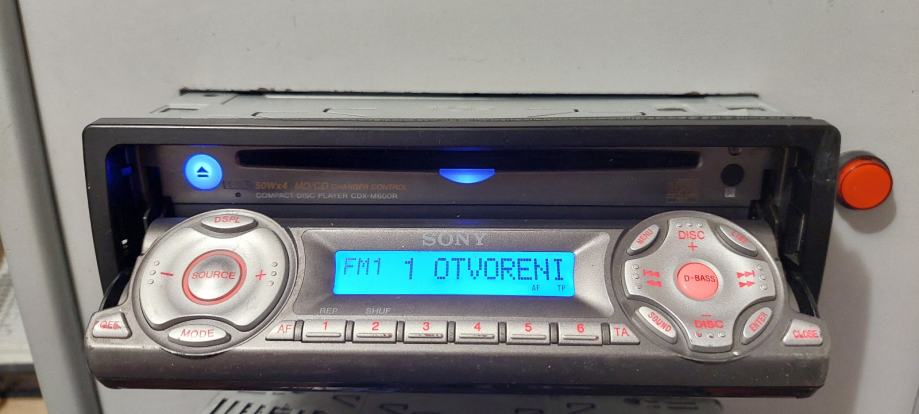 50Wx4 MD/CD CHANGER CONTROL
COMPACT DISC PLAYER CDX-M600R
SONY
DSPL
SOURCE
- +
MODE
OFF
FM1 1 OTVORENI
AF TP
REP SHUF
AF 1 2 3 4 5 6 TA
MENU
DISC +
D-BASS
SOUND
DISC -
ENTER
CLOSE